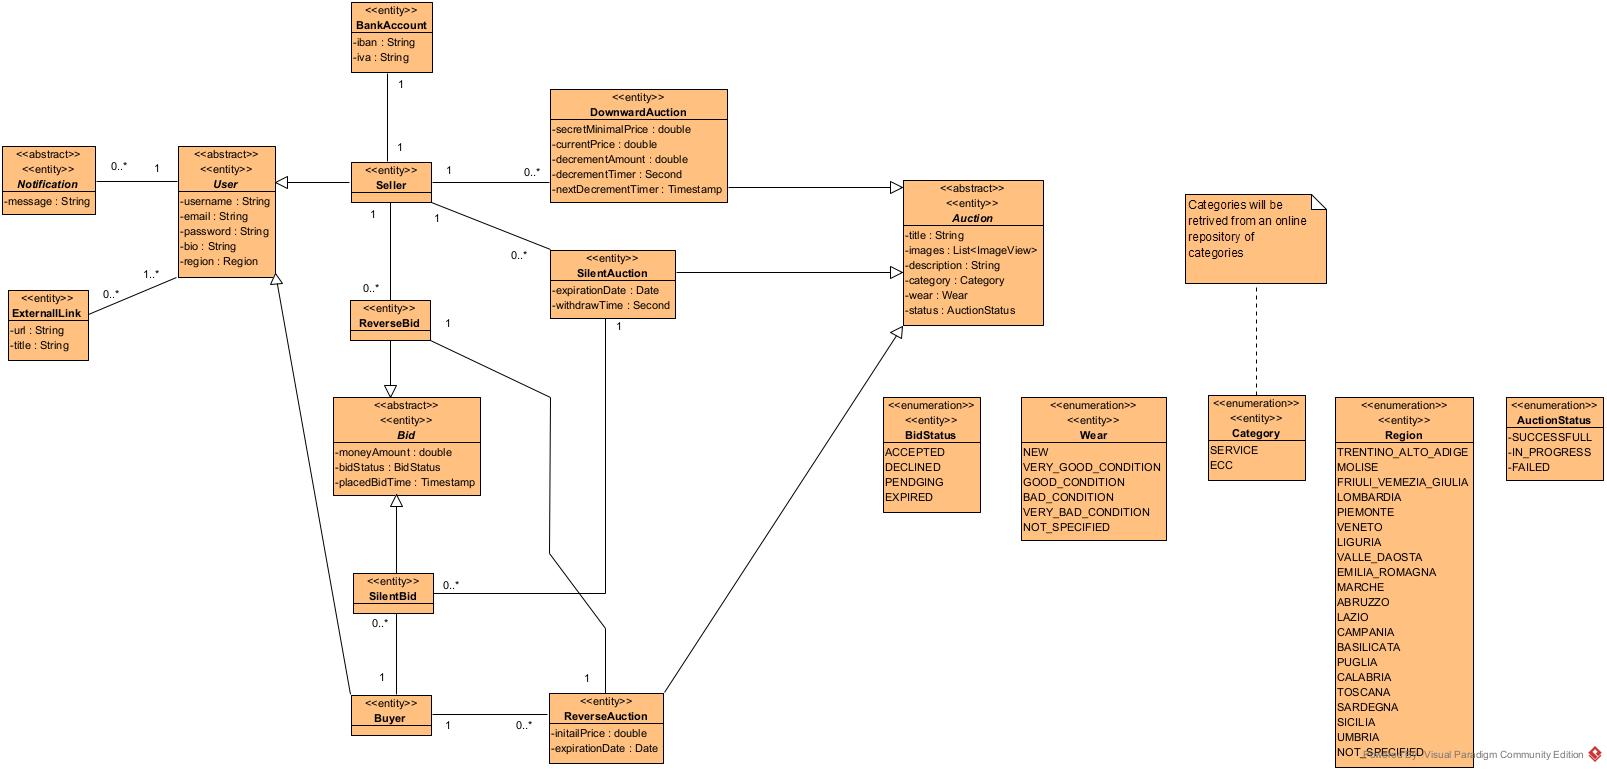 <<entity>>
BankAccount
-iban : String
-iva : String
1
1
<<abstract>>
<<entity>>
Notification
-message : String
0..*
1
<<abstract>>
<<entity>>
User
-username : String
-email : String
-password : String
-bio : String
-region : Region
1..*
0..*
<<entity>>
ExternallLink
-url : String
-title : String
<<entity>>
Seller
1
0..*
1
0..*
1
0..*
<<entity>>
DownwardAuction
-secretMinimalPrice : double
-currentPrice : double
-decrementAmount : double
-decrementTimer : Second
-nextDecrementTimer : Timestamp
<<entity>>
SilentAuction
-expirationDate : Date
-withdrawTime : Second
1
<<entity>>
ReverseBid
1
<<abstract>>
<<entity>>
Bid
-moneyAmount : double
-bidStatus : BidStatus
-placedBidTime : Timestamp
<<entity>>
SilentBid
0..*
0..*
1
<<entity>>
Buyer
1
0..*
1
<<entity>>
ReverseAuction
-initailPrice : double
-expirationDate : Date
<<abstract>>
<<entity>>
Auction
-title : String
-images : List<ImageView>
-description : String
-category : Category
-wear : Wear
-status : AuctionStatus
Categories will be
retrived from an online
repository of
categories
<<enumeration>>
<<entity>>
BidStatus
ACCEPTED
DECLINED
PENDGING
EXPIRED
<<enumeration>>
<<entity>>
Wear
NEW
VERY_GOOD_CONDITION
GOOD_CONDITION
BAD_CONDITION
VERY_BAD_CONDITION
NOT_SPECIFIED
<<enumeration>>
<<entity>>
Category
SERVICE
ECC
<<enumeration>>
<<entity>>
Region
TRENTINO_ALTO_ADIGE
MOLISE
FRIULI_VEMEZIA_GIULIA
LOMBARDIA
PIEMONTE
VENETO
LIGURIA
VALLE_DAOSTA
EMILIA_ROMAGNA
MARCHE
ABRUZZO
LAZIO
CAMPANIA
BASILICATA
PUGLIA
CALABRIA
TOSCANA
SARDEGNA
SICILIA
UMBRIA
NOT_SPECIFIED
<<enumeration>>
AuctionStatus
-SUCCESSFULL
-IN_PROGRESS
-FAILED
Powered By Visual Paradigm Community Edition